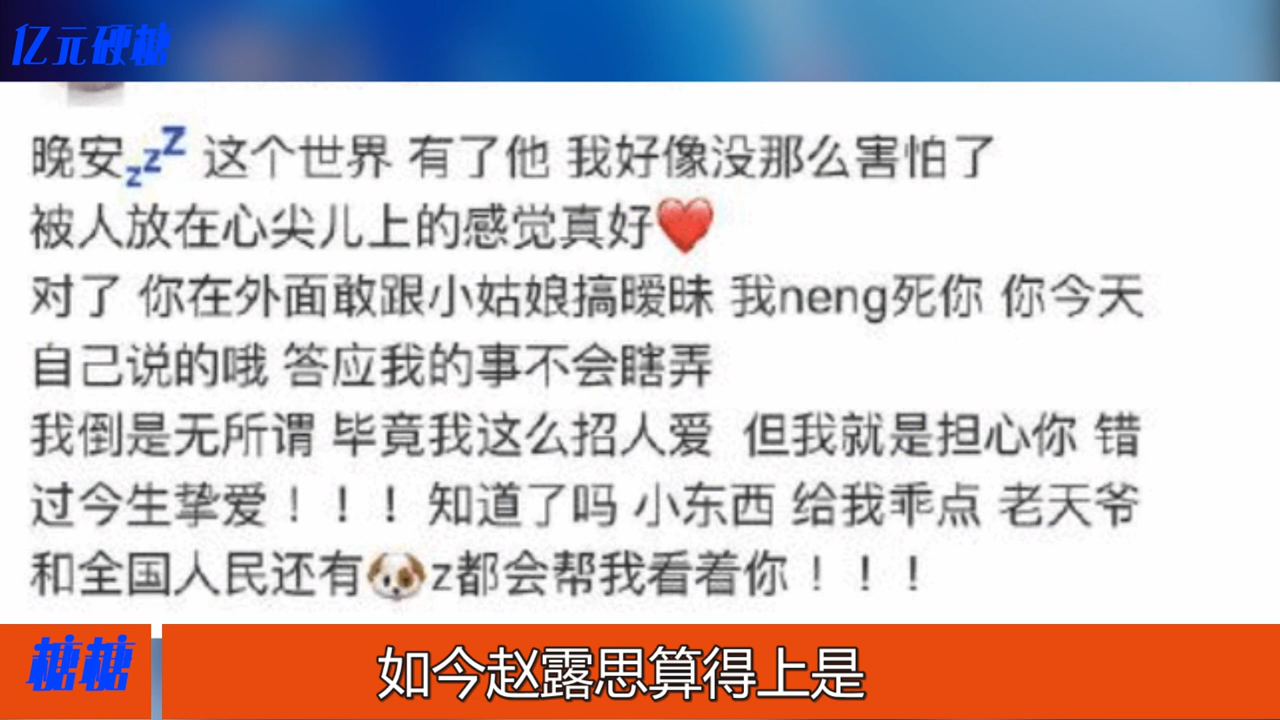 亿元硬糖
晚安💤 这个世界 有了他 我好像没那么害怕了
被人放在心尖儿上的感觉真好❤️
对了 你在外面敢跟小姑娘搞暧昧 我neng死你 你今天
自己说的哦 答应我的事不会瞎弄
我倒是无所谓 毕竟我这么招人爱 但我就是担心你 错
过今生挚爱！！！知道了吗 小东西 给我乖点 老天爷
和全国人民还有🐶z都会帮我看着你！！！
糖糖
如今赵露思算得上是